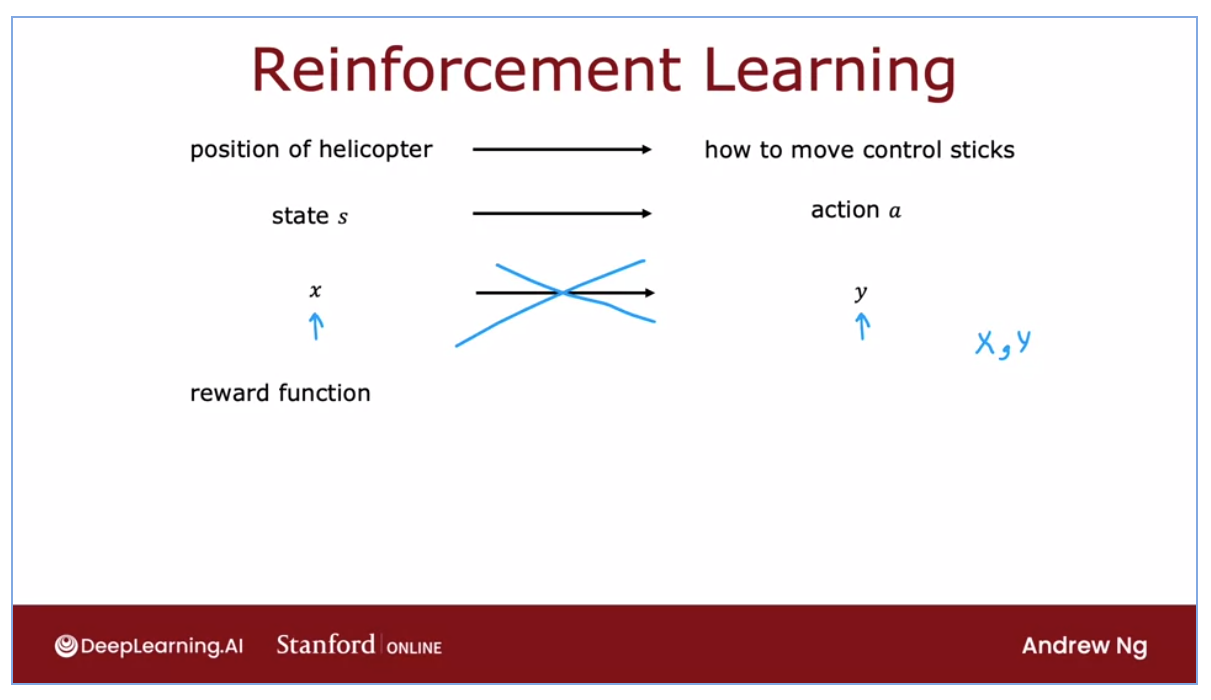 Reinforcement Learning
position of helicopter how to move control sticks
state s action a
x y
x, y
reward function
DeepLearning.AI Stanford ONLINE Andrew Ng